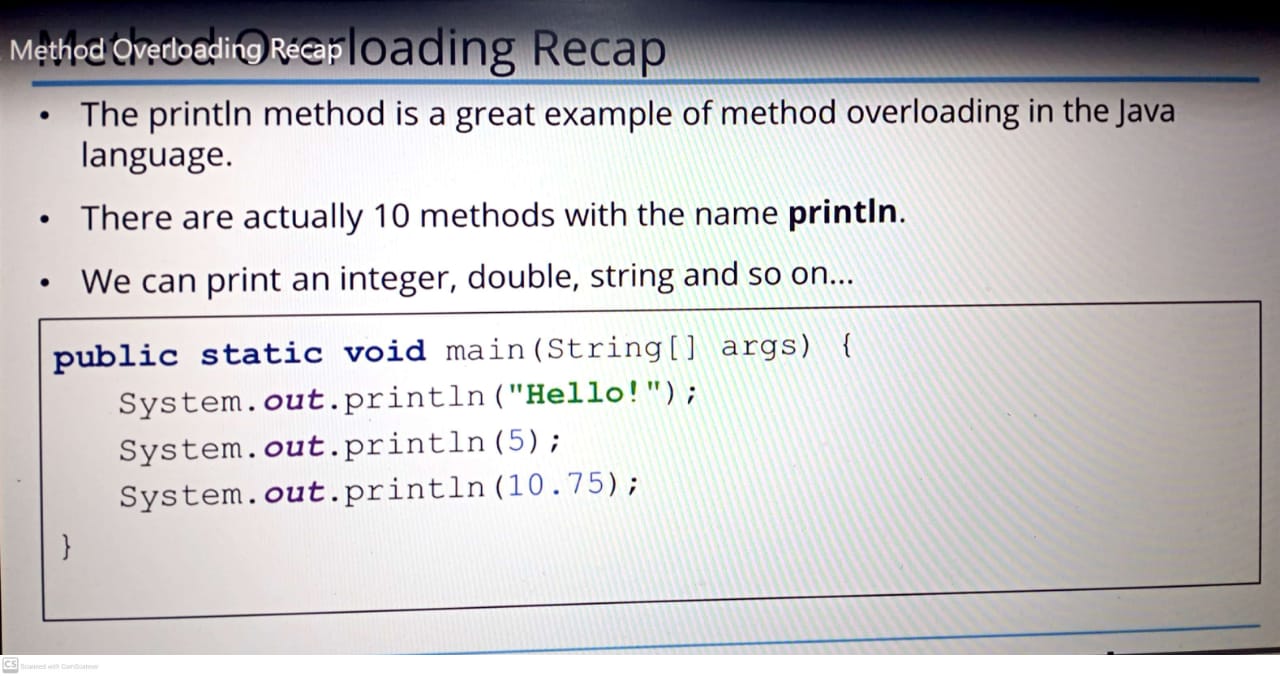 Method Overloading Recap
Method Overloading Recap
• The println method is a great example of method overloading in the Java
language.
• There are actually 10 methods with the name println.
• We can print an integer, double, string and so on...
public static void main(String[] args) {
System.out.println("Hello!");
System.out.println(5);
System.out.println(10.75);
}
CS Scanned with CamScanner